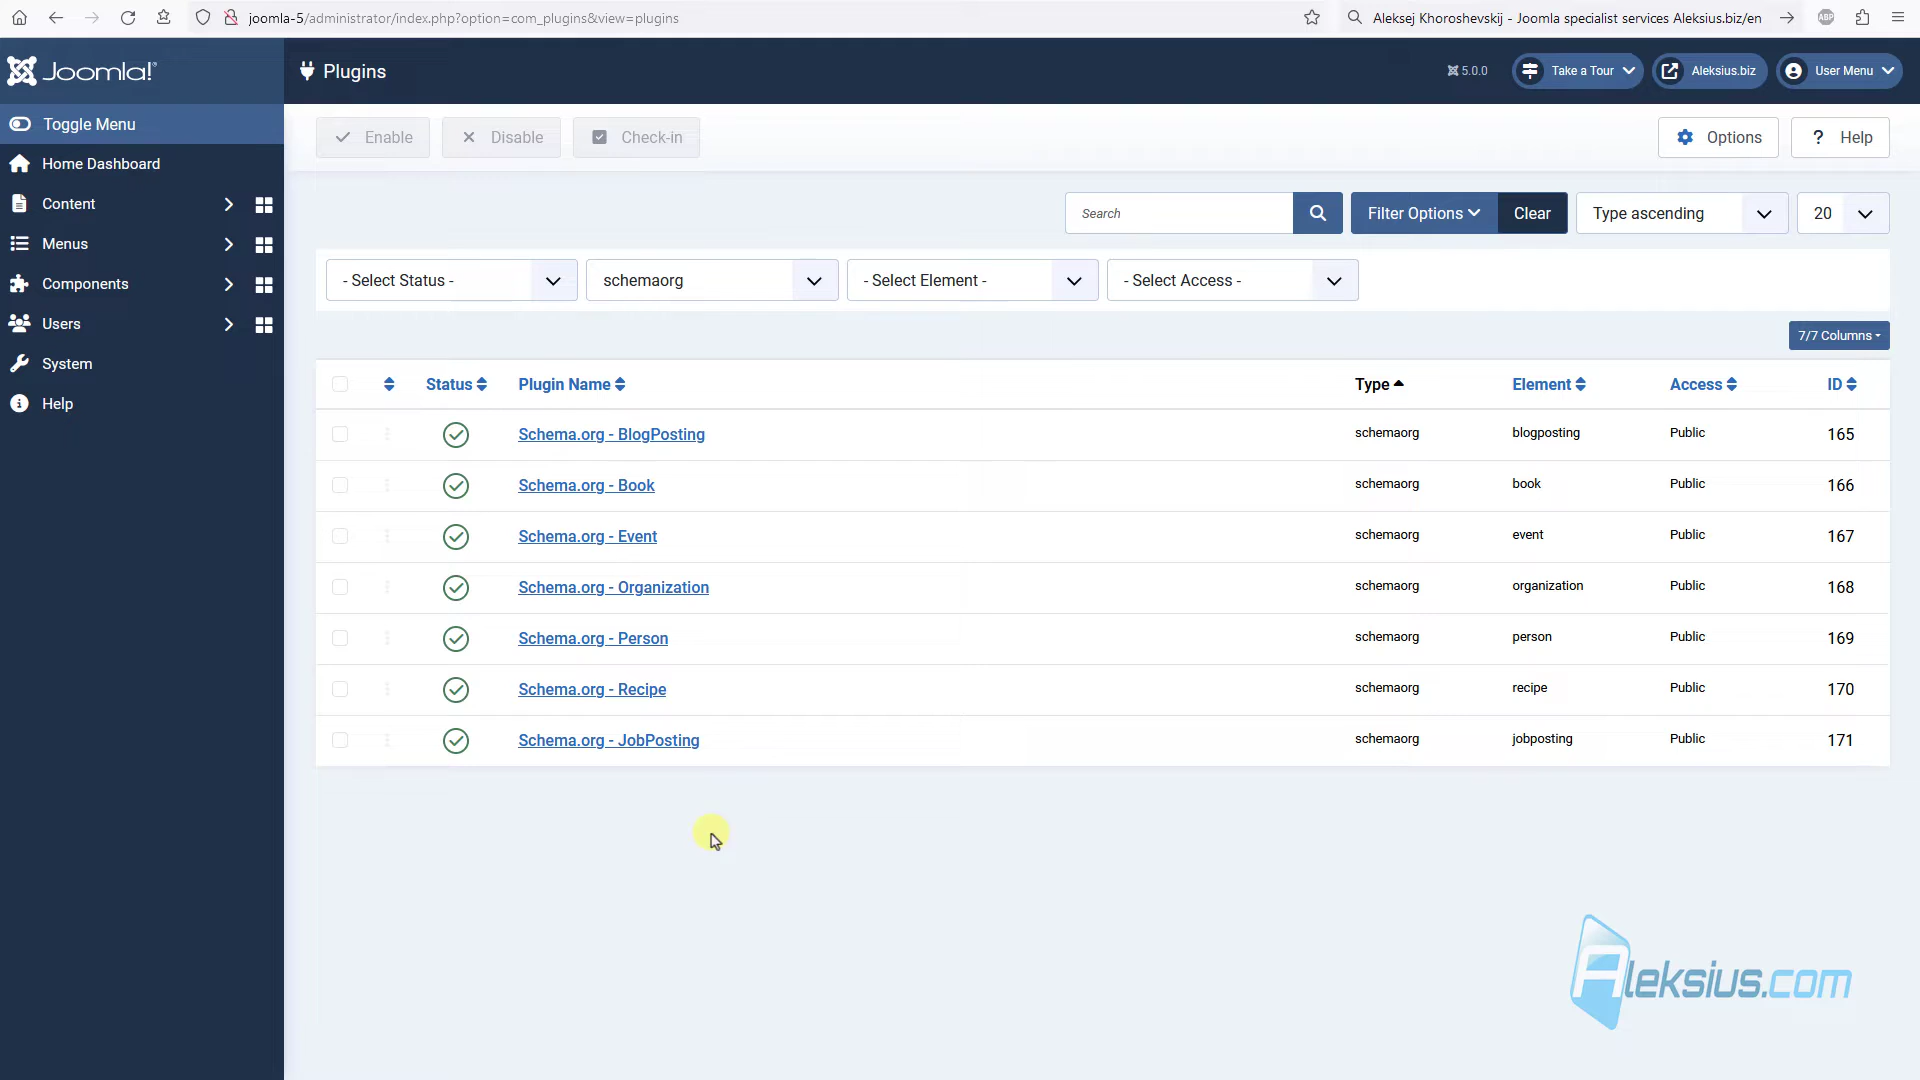 joomla-5/administrator/index.php?option=com_plugins&view=plugins
Aleksej Khoroshevskij - Joomla specialist services Aleksius.biz/en
ABP
Joomla!
Plugins
5.0.0
Take a Tour
Aleksius.biz
User Menu
Toggle Menu
Home Dashboard
Content
Menus
Components
Users
System
Help
Enable
Disable
Check-in
Options
? Help
Search
Filter Options
Clear
Type ascending
20
- Select Status -
schemaorg
- Select Element -
- Select Access -
7/7 Columns
Status Plugin Name Type Element Access ID
Schema.org - BlogPosting schemaorg blogposting Public 165
Schema.org - Book schemaorg book Public 166
Schema.org - Event schemaorg event Public 167
Schema.org - Organization schemaorg organization Public 168
Schema.org - Person schemaorg person Public 169
Schema.org - Recipe schemaorg recipe Public 170
Schema.org - JobPosting schemaorg jobposting Public 171
Aleksius.com